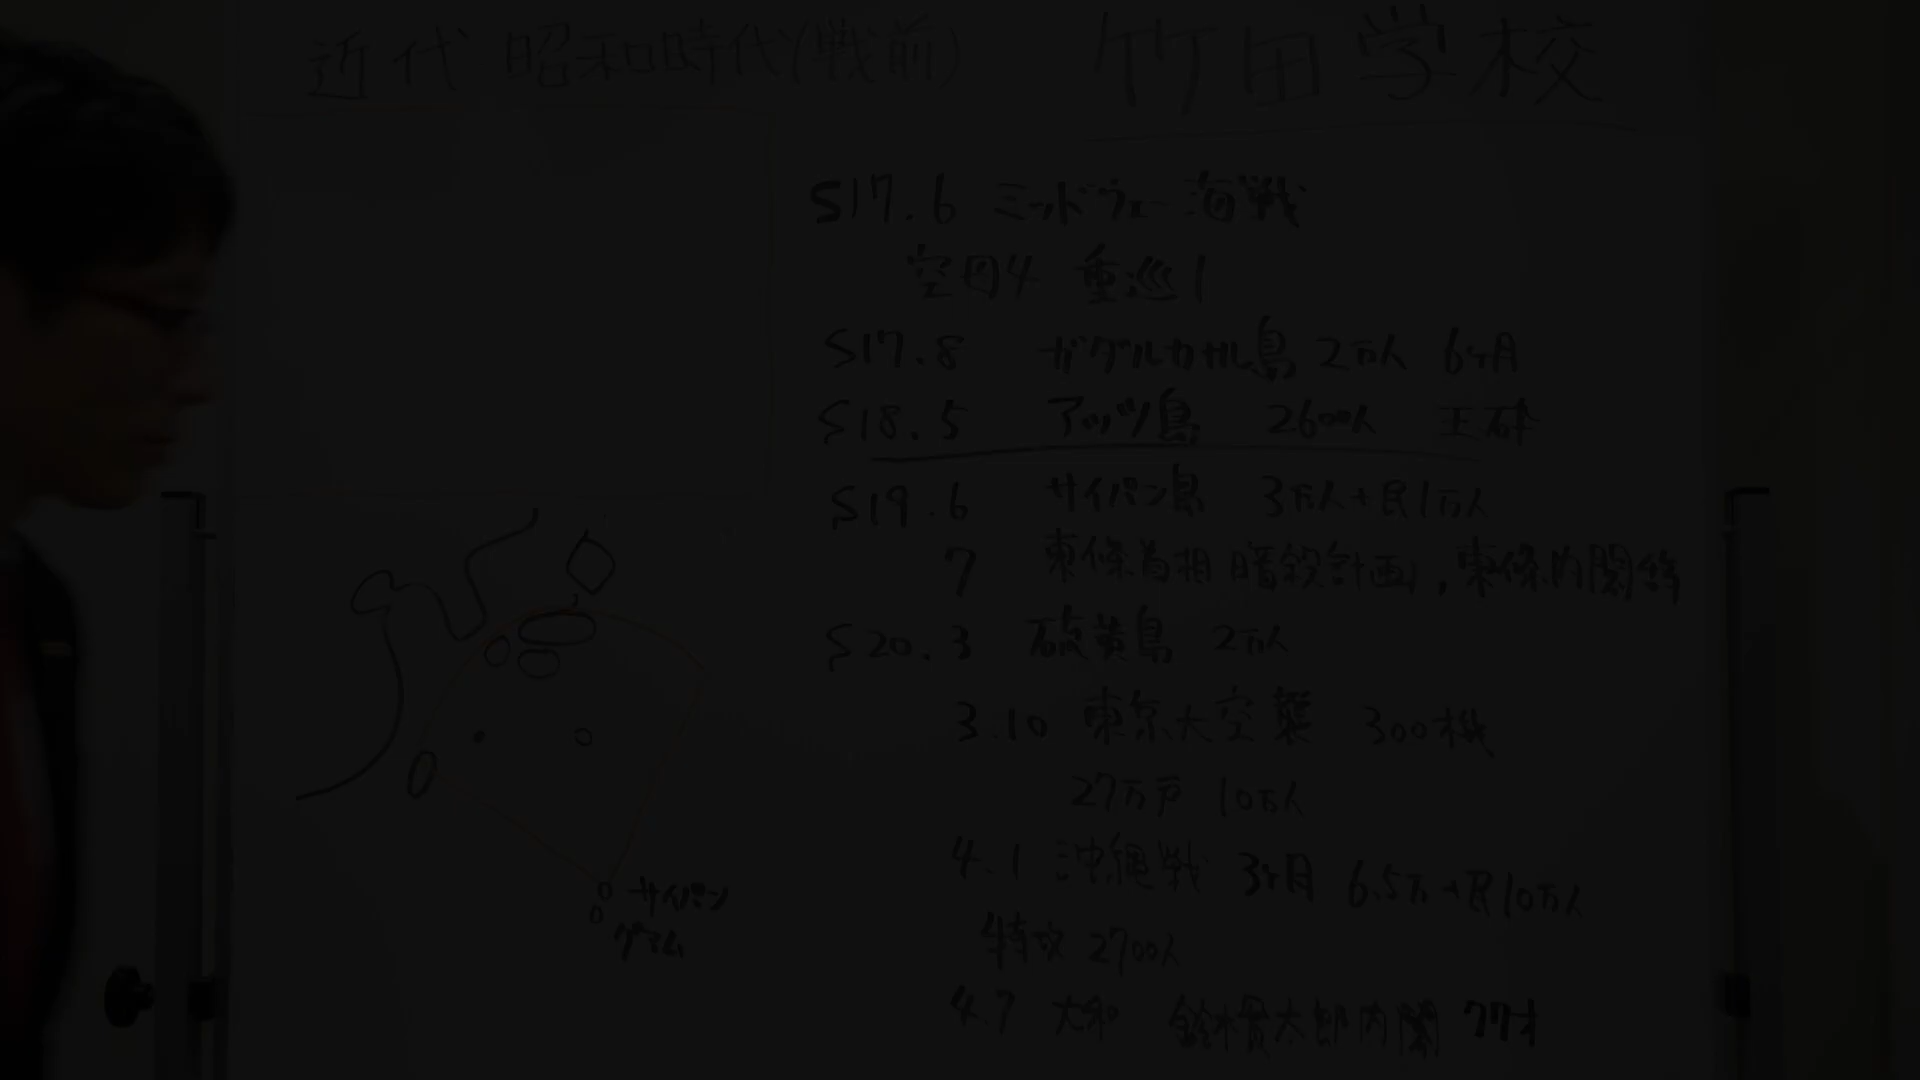 近代 昭和時代(戦前)
竹田学校
S17.6 ミッドウェー海戦
空母4 重巡1
S17.8 ガダルカナル島 2万人 6ヶ月
S18.5 アッツ島 2600人 玉砕
S19.6 サイパン島 3万人+民1万人
7 東條首相暗殺計画, 東條内閣
S20.3 硫黄島 2万人
3.10 東京大空襲 300機
27万戸 10万人
4.1 沖縄戦 3ヶ月 6.5万+民10万人
特攻 2700人
4.7 大和 鈴木貫太郎内閣 77才
サイパン
グアム